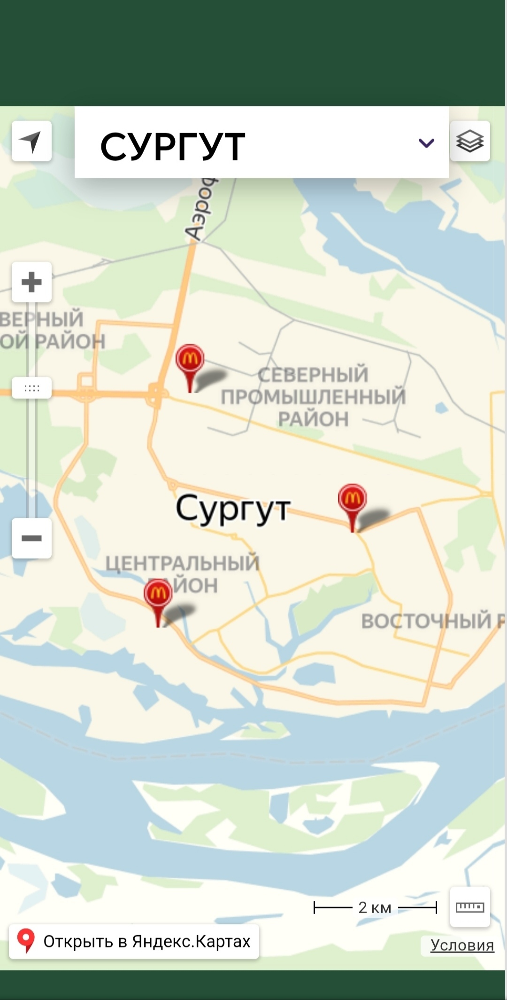 СУРГУТ
Аэроф
ВЕРНЫЙ
ОЙ РАЙОН
СЕВЕРНЫЙ
ПРОМЫШЛЕННЫЙ
РАЙОН
Сургут
ЦЕНТРАЛЬНЫЙ
АЙОН
ВОСТОЧНЫЙ Р
2 км
Открыть в Яндекс.Картах
Условия